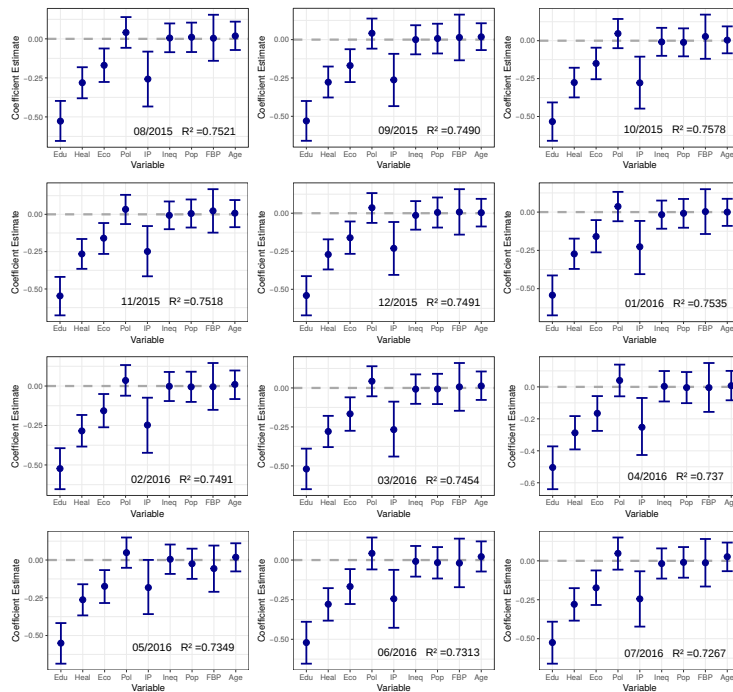 Coefficient Estimate
0.00
−0.25
−0.50
08/2015 R² =0.7521
Edu Heal Eco Pol IP Ineq Pop FBP Age
Variable
Coefficient Estimate
0.00
−0.25
−0.50
09/2015 R² =0.7490
Edu Heal Eco Pol IP Ineq Pop FBP Age
Variable
Coefficient Estimate
0.00
−0.25
−0.50
10/2015 R² =0.7578
Edu Heal Eco Pol IP Ineq Pop FBP Age
Variable
Coefficient Estimate
0.00
−0.25
−0.50
11/2015 R² =0.7518
Edu Heal Eco Pol IP Ineq Pop FBP Age
Variable
Coefficient Estimate
0.00
−0.25
−0.50
12/2015 R² =0.7491
Edu Heal Eco Pol IP Ineq Pop FBP Age
Variable
Coefficient Estimate
0.00
−0.25
−0.50
01/2016 R² =0.7535
Edu Heal Eco Pol IP Ineq Pop FBP Age
Variable
Coefficient Estimate
0.00
−0.25
−0.50
02/2016 R² =0.7491
Edu Heal Eco Pol IP Ineq Pop FBP Age
Variable
Coefficient Estimate
0.00
−0.25
−0.50
03/2016 R² =0.7454
Edu Heal Eco Pol IP Ineq Pop FBP Age
Variable
Coefficient Estimate
0.00
−0.2
−0.4
−0.6
04/2016 R² =0.737
Edu Heal Eco Pol IP Ineq Pop FBP Age
Variable
Coefficient Estimate
0.00
−0.25
−0.50
05/2016 R² =0.7349
Edu Heal Eco Pol IP Ineq Pop FBP Age
Variable
Coefficient Estimate
0.00
−0.25
−0.50
06/2016 R² =0.7313
Edu Heal Eco Pol IP Ineq Pop FBP Age
Variable
Coefficient Estimate
0.00
−0.25
−0.50
07/2016 R² =0.7267
Edu Heal Eco Pol IP Ineq Pop FBP Age
Variable